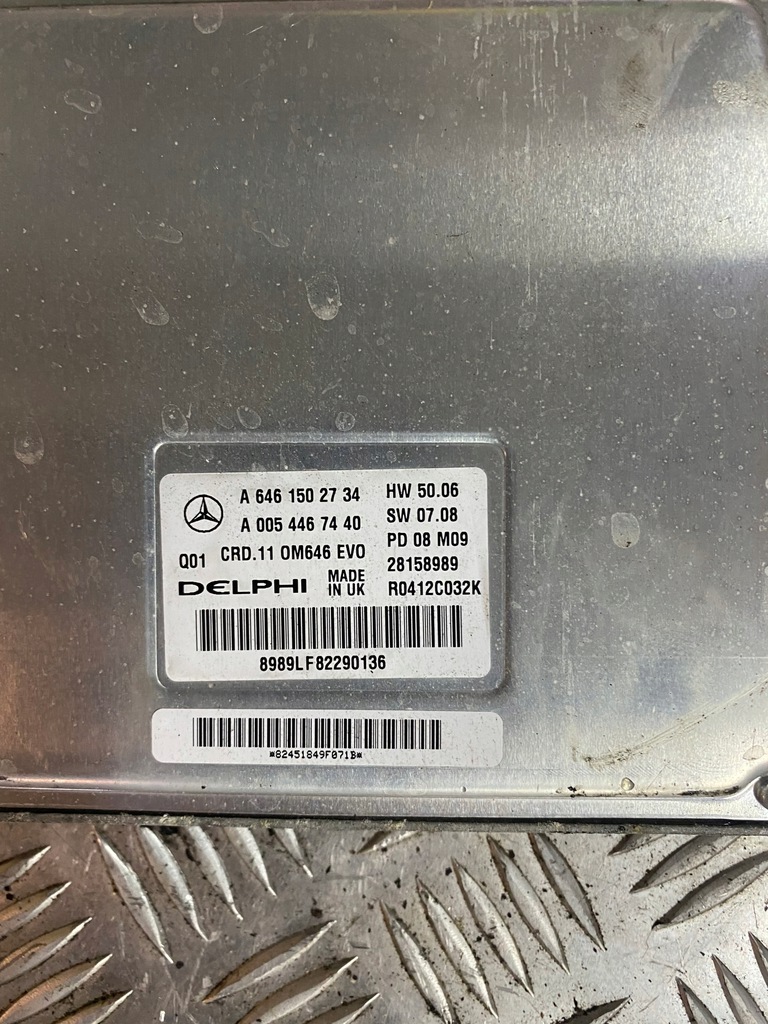 A 646 150 27 34
A 005 446 74 40
Q01 CRD.11 OM646 EVO
DELPHI MADE IN UK
HW 50.06
SW 07.08
PD 08 M09
28158989
R0412C032K
8989LF82290136
*82451849F071B*